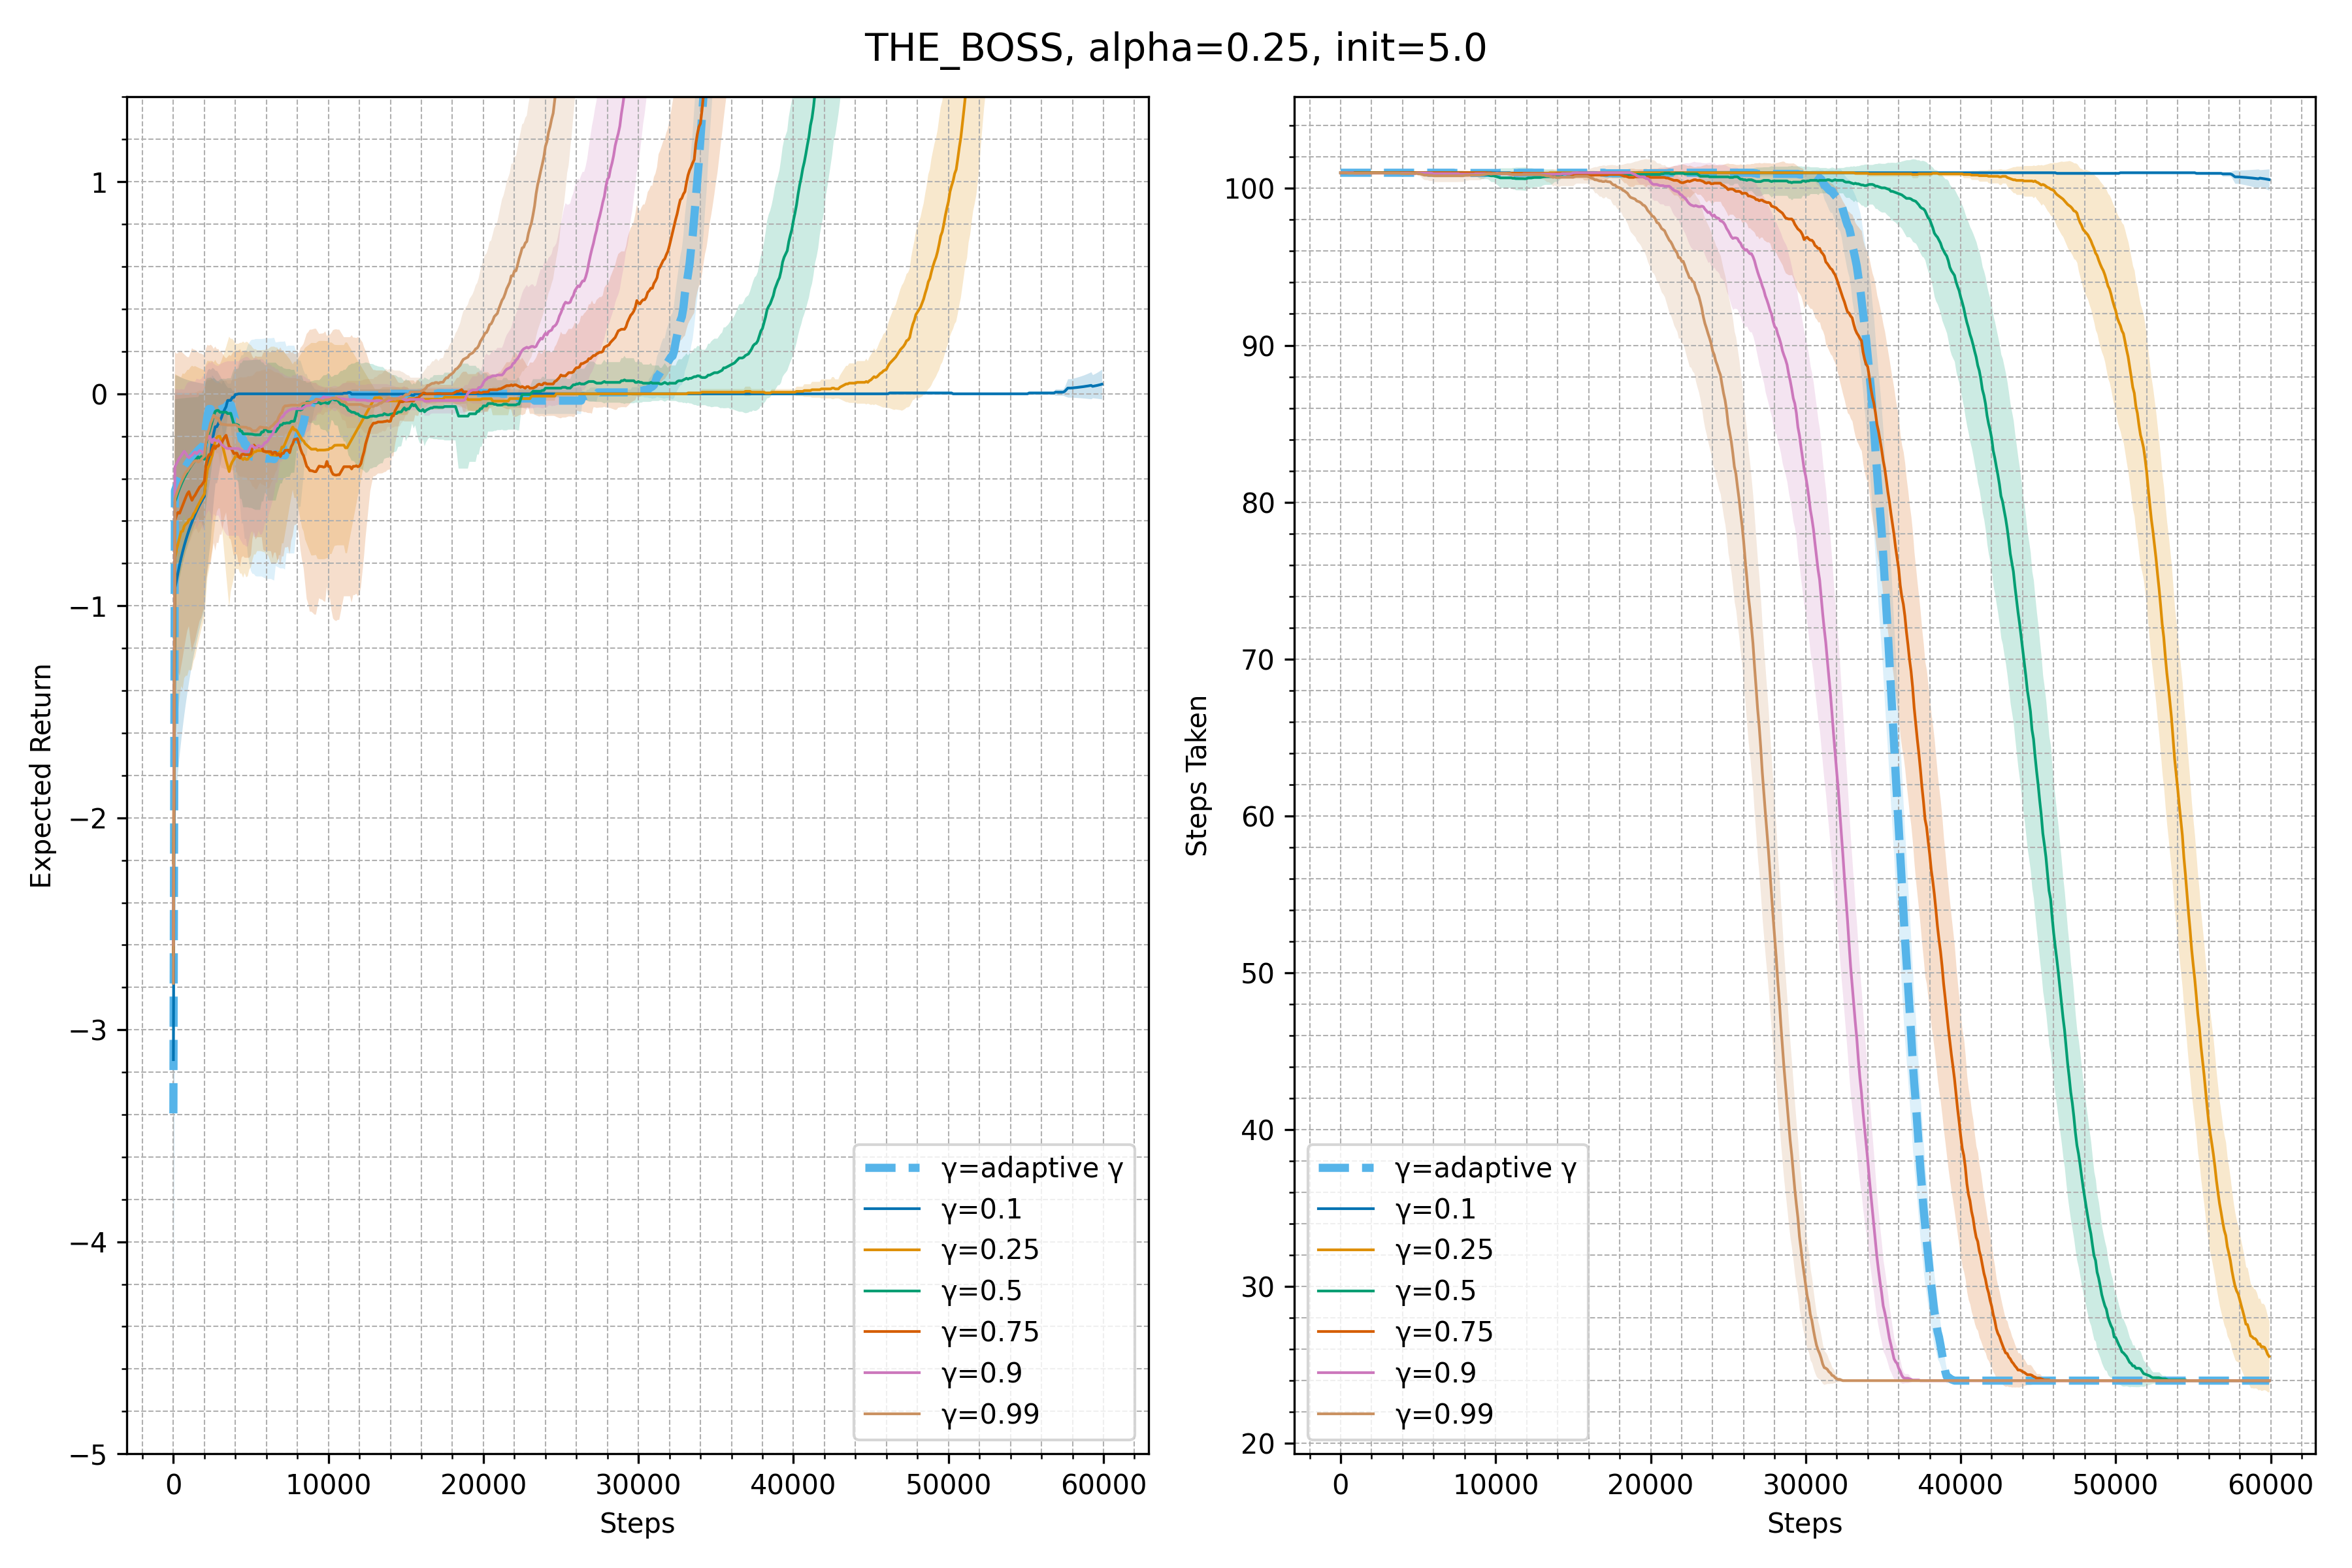 THE_BOSS, alpha=0.25, init=5.0
Expected Return
1
0
−1
−2
−3
−4
−5
0 10000 20000 30000 40000 50000 60000
Steps
γ=adaptive γ
γ=0.1
γ=0.25
γ=0.5
γ=0.75
γ=0.9
γ=0.99
Steps Taken
100
90
80
70
60
50
40
30
20
0 10000 20000 30000 40000 50000 60000
Steps
γ=adaptive γ
γ=0.1
γ=0.25
γ=0.5
γ=0.75
γ=0.9
γ=0.99